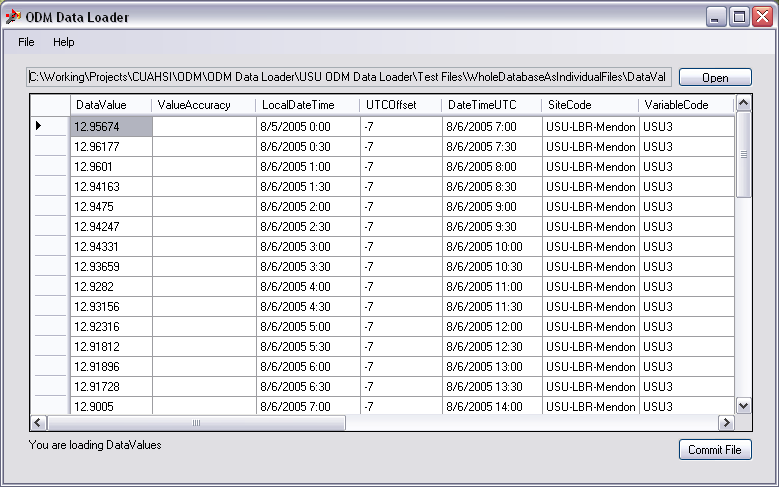 ODM Data Loader
File Help
C:\Working\Projects\CUAHSI\ODM\ODM Data Loader\USU ODM Data Loader\Test Files\WholeDatabaseAsIndividualFiles\DataVal Open
DataValue ValueAccuracy LocalDateTime UTCOffset DateTimeUTC SiteCode VariableCode
12.95674 8/5/2005 0:00 -7 8/6/2005 7:00 USU-LBR-Mendon USU3
12.96177 8/6/2005 0:30 -7 8/6/2005 7:30 USU-LBR-Mendon USU3
12.9601 8/6/2005 1:00 -7 8/6/2005 8:00 USU-LBR-Mendon USU3
12.94163 8/6/2005 1:30 -7 8/6/2005 8:30 USU-LBR-Mendon USU3
12.9475 8/6/2005 2:00 -7 8/6/2005 9:00 USU-LBR-Mendon USU3
12.94247 8/6/2005 2:30 -7 8/6/2005 9:30 USU-LBR-Mendon USU3
12.94331 8/6/2005 3:00 -7 8/6/2005 10:00 USU-LBR-Mendon USU3
12.93659 8/6/2005 3:30 -7 8/6/2005 10:30 USU-LBR-Mendon USU3
12.9282 8/6/2005 4:00 -7 8/6/2005 11:00 USU-LBR-Mendon USU3
12.93156 8/6/2005 4:30 -7 8/6/2005 11:30 USU-LBR-Mendon USU3
12.92316 8/6/2005 5:00 -7 8/6/2005 12:00 USU-LBR-Mendon USU3
12.91812 8/6/2005 5:30 -7 8/6/2005 12:30 USU-LBR-Mendon USU3
12.91896 8/6/2005 6:00 -7 8/6/2005 13:00 USU-LBR-Mendon USU3
12.91728 8/6/2005 6:30 -7 8/6/2005 13:30 USU-LBR-Mendon USU3
12.9005 8/6/2005 7:00 -7 8/6/2005 14:00 USU-LBR-Mendon USU3
You are loading DataValues
Commit File